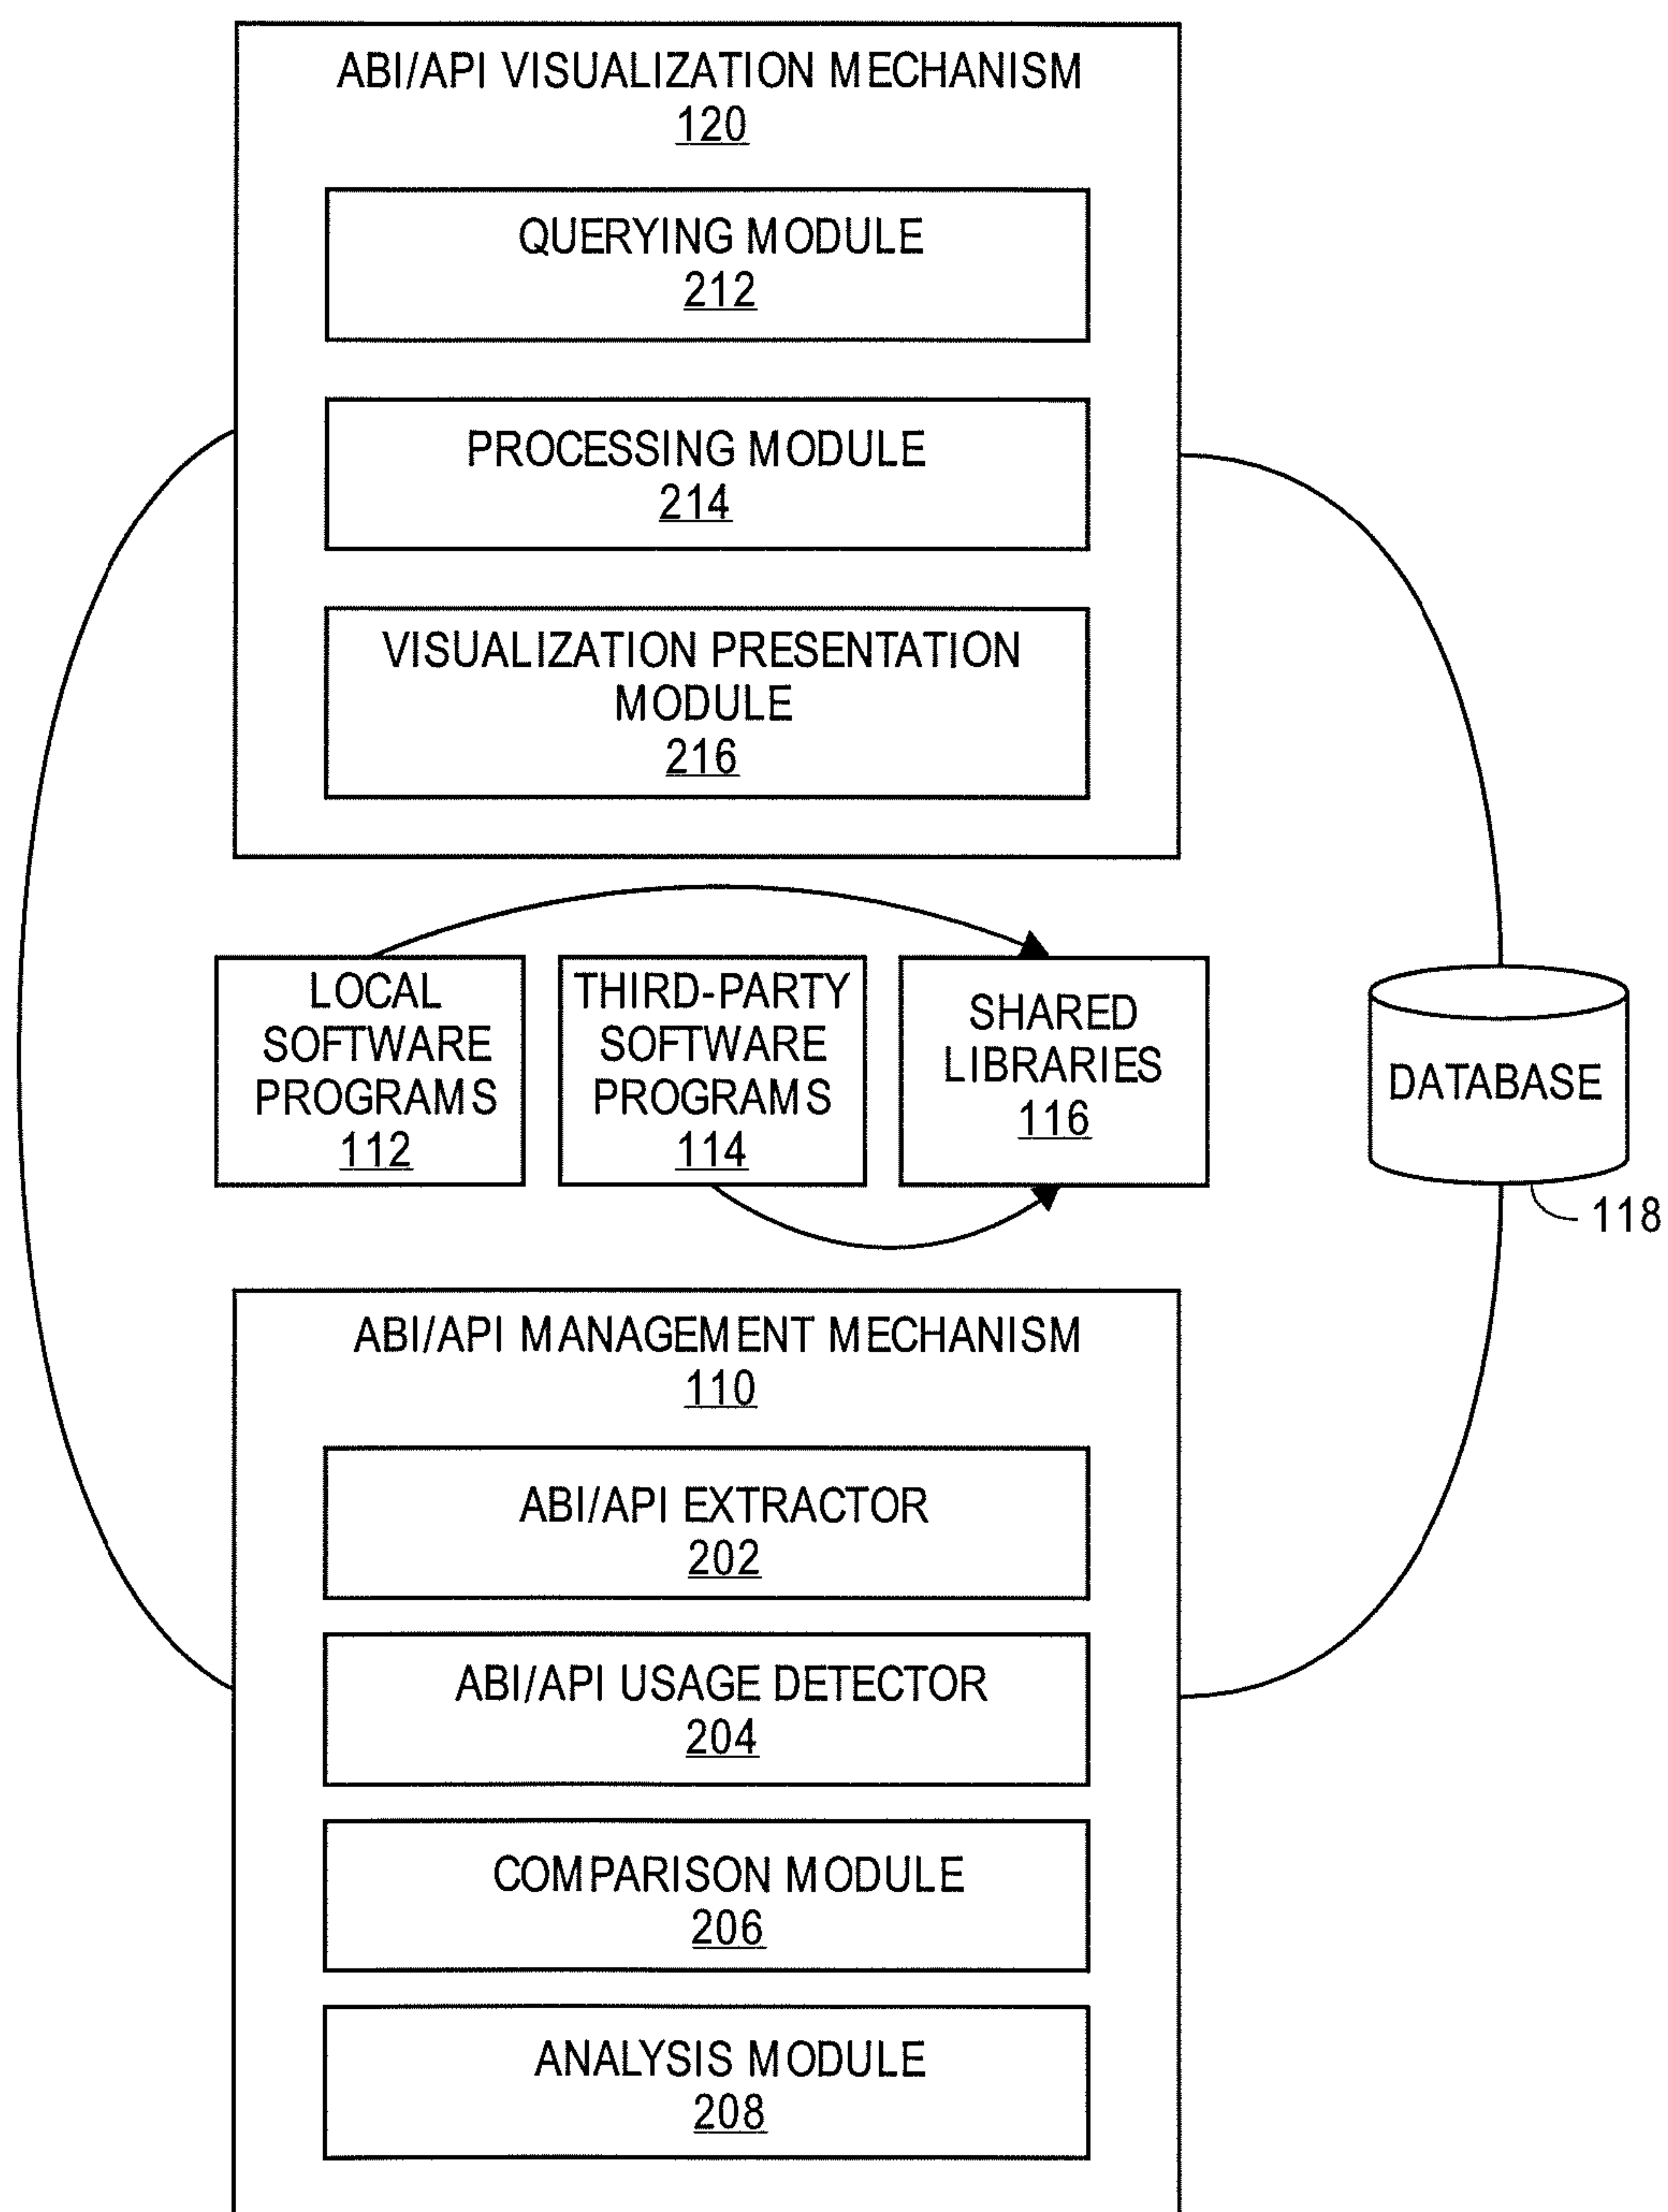 ABI/API VISUALIZATION MECHANISM
120
QUERYING MODULE
212
PROCESSING MODULE
214
VISUALIZATION PRESENTATION
MODULE
216
LOCAL
SOFTWARE
PROGRAMS
112
THIRD-PARTY
SOFTWARE
PROGRAMS
114
SHARED
LIBRARIES
116
DATABASE
118
ABI/API MANAGEMENT MECHANISM
110
ABI/API EXTRACTOR
202
ABI/API USAGE DETECTOR
204
COMPARISON MODULE
206
ANALYSIS MODULE
208